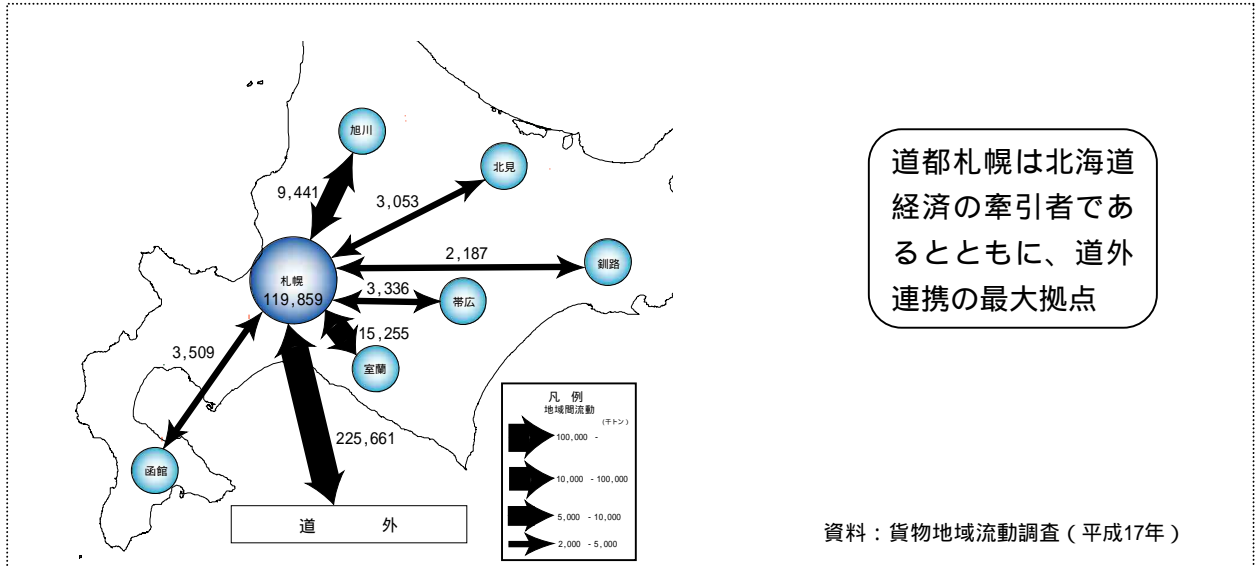 旭川
北見
9,441
3,053
2,187
釧路
札幌
119,859
3,336
帯広
15,255
室蘭
3,509
225,661
函館
道　外
凡 例
地域間流動
(千トン)
100,000 -
10,000 - 100,000
5,000 - 10,000
2,000 - 5,000
道都札幌は北海道
経済の牽引者であ
るとともに、道外
連携の最大拠点
資料：貨物地域流動調査（平成17年）